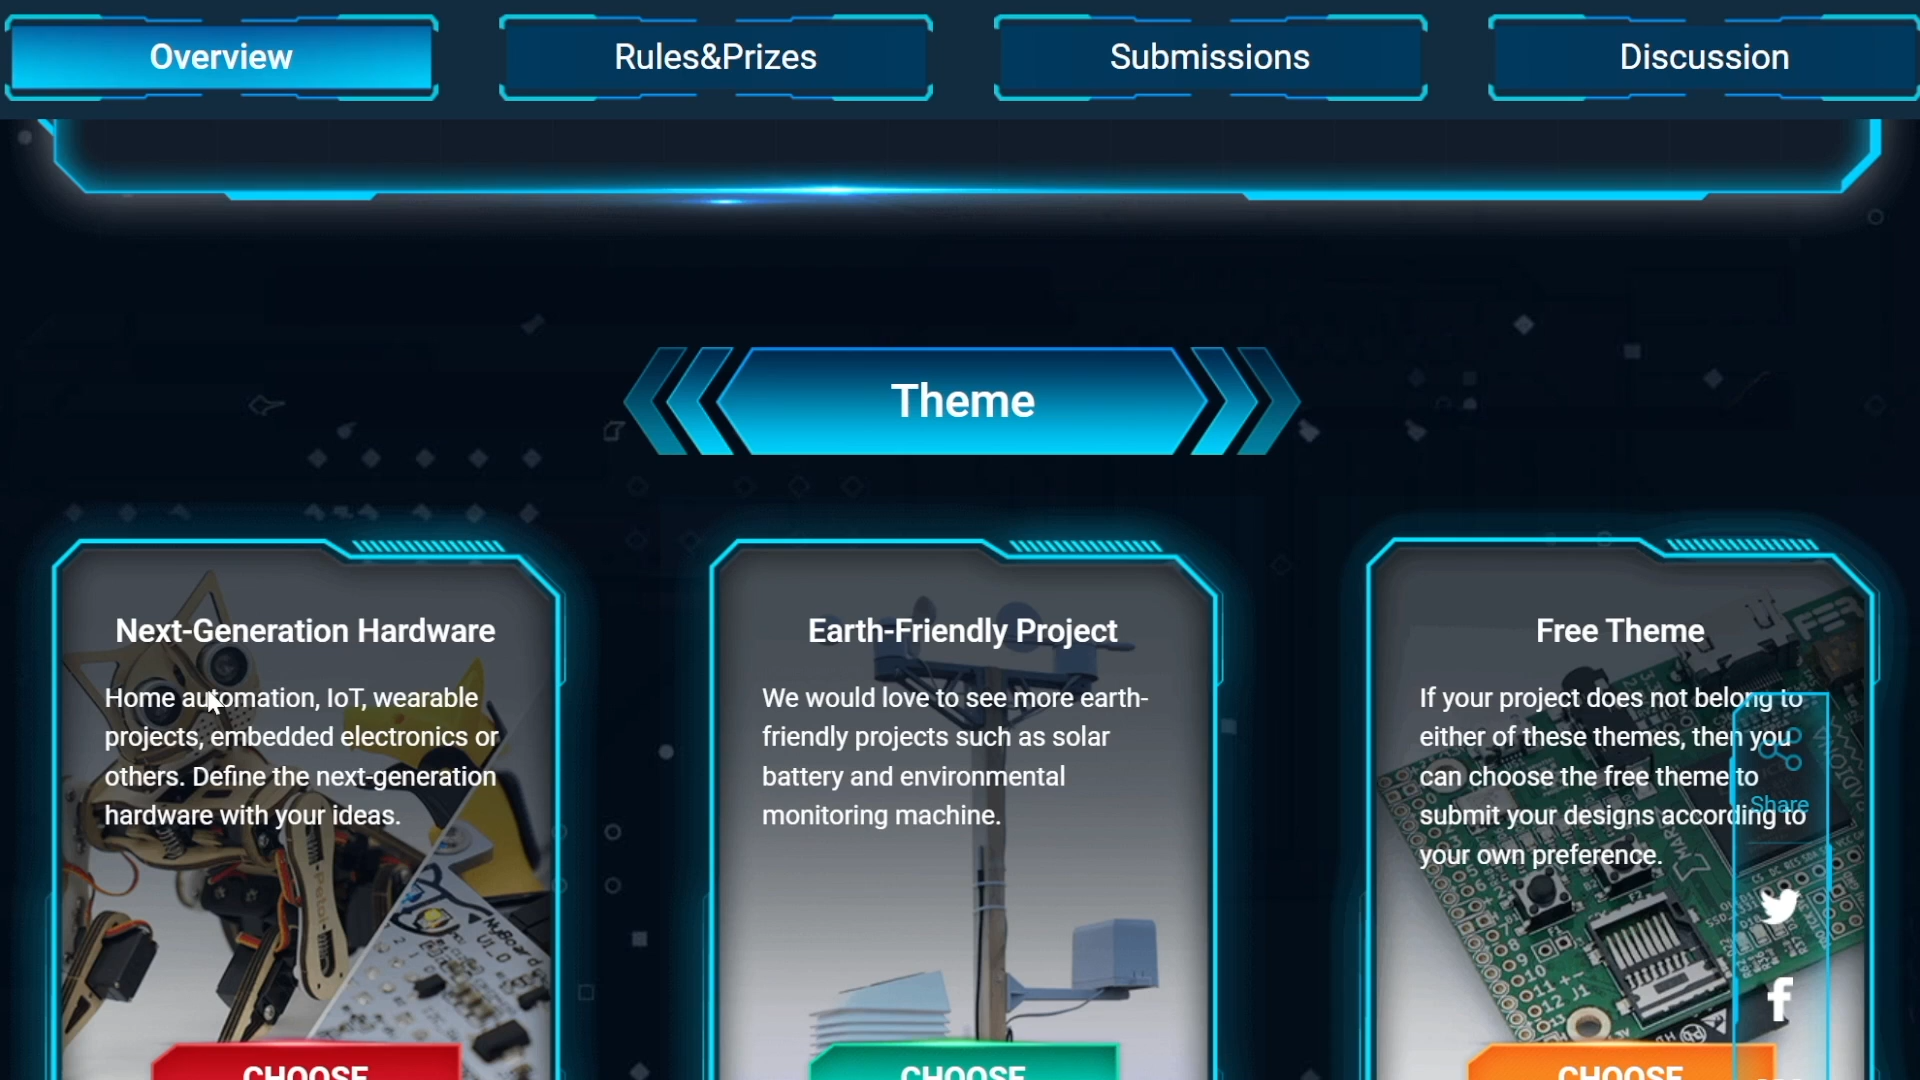 Overview
Rules&Prizes
Submissions
Discussion
Theme
Next-Generation Hardware
Home automation, IoT, wearable
projects, embedded electronics or
others. Define the next-generation
hardware with your ideas.
CHOOSE
Earth-Friendly Project
We would love to see more earth-
friendly projects such as solar
battery and environmental
monitoring machine.
CHOOSE
Free Theme
If your project does not belong to
either of these themes, then you
can choose the free theme to
submit your designs according to
your own preference.
CHOOSE
Share
MyBoard
V1.0